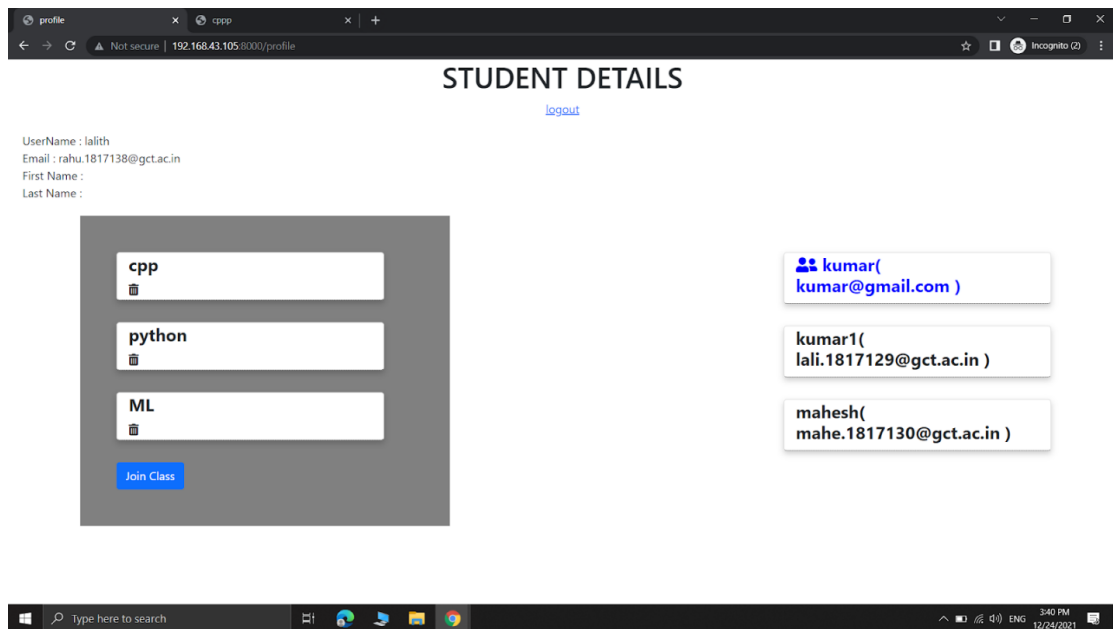 profile
cppp
Not secure | 192.168.43.105:8000/profile
Incognito (2)
STUDENT DETAILS
logout
UserName : lalith
Email : rahu.1817138@gct.ac.in
First Name :
Last Name :
cpp
python
ML
Join Class
kumar(
kumar@gmail.com )
kumar1(
lali.1817129@gct.ac.in )
mahesh(
mahe.1817130@gct.ac.in )
Type here to search
ENG
3:40 PM
12/24/2021